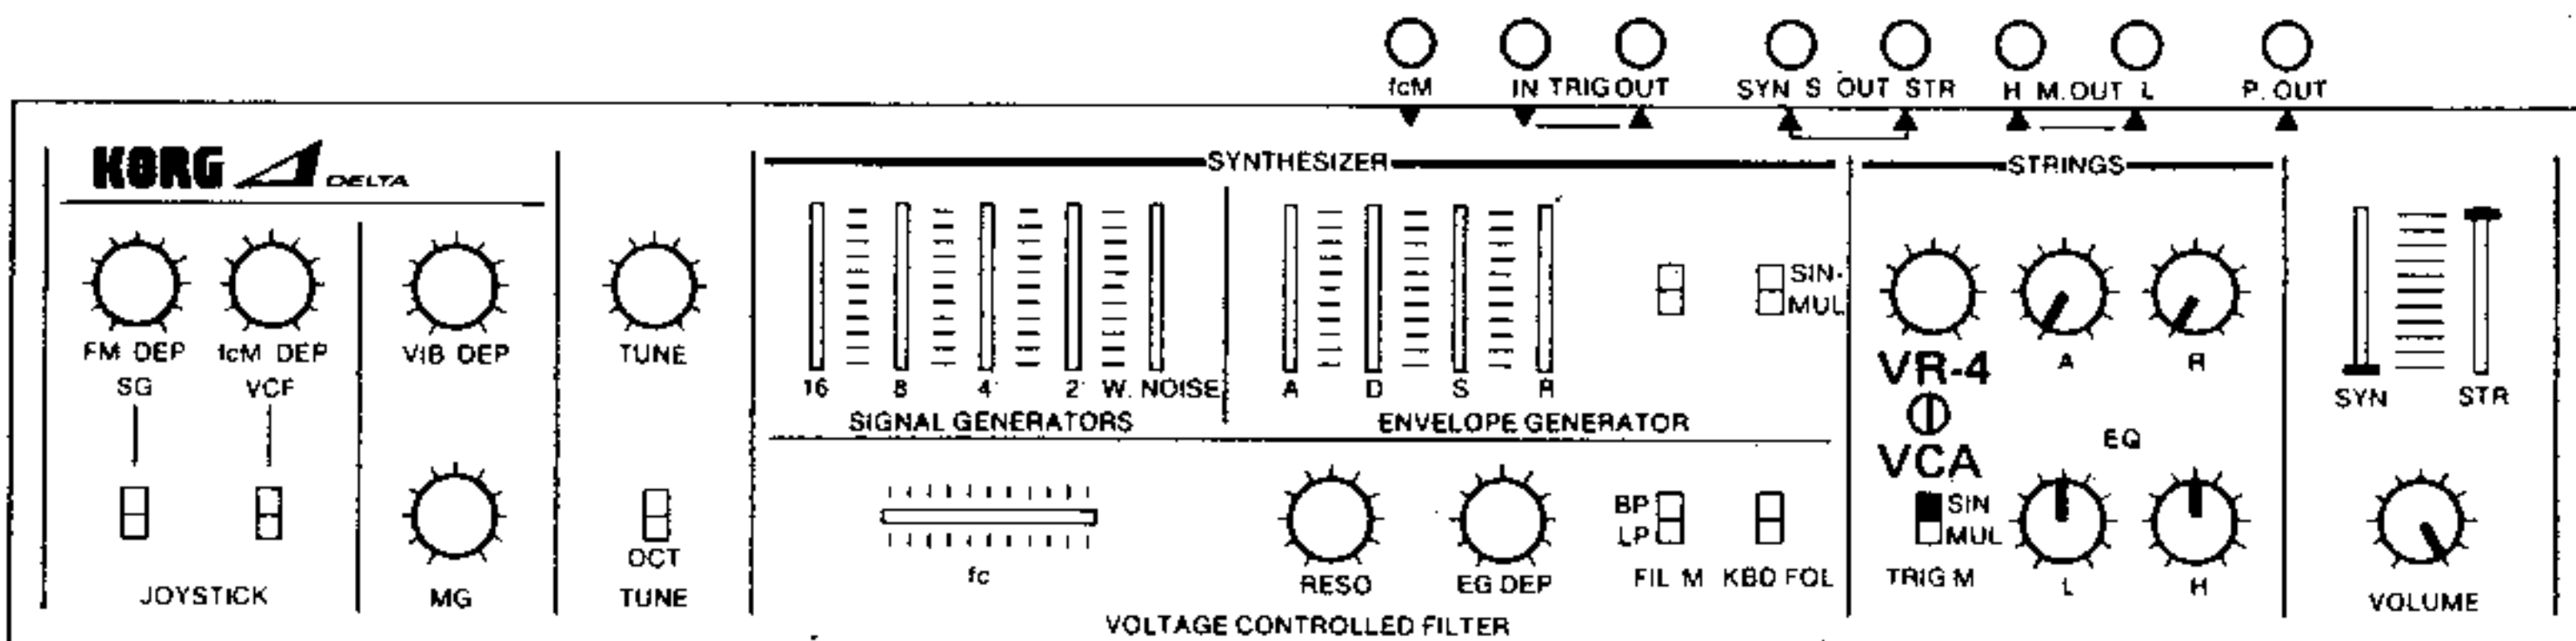 fcM IN TRIG OUT SYN S OUT STR H M.OUT L P. OUT
KORG DELTA
SYNTHESIZER
STRINGS
FM DEP fcM DEP VIB DEP TUNE
SG VCF
16 8 4' 2' W. NOISE
SIGNAL GENERATORS
A D S R
ENVELOPE GENERATOR
SIN
MUL
VR-4
VCA
A R
EQ
SYN STR
JOYSTICK
MG
OCT
TUNE
fc
RESO EG DEP
BP
LP
FIL M KBD FOL
VOLTAGE CONTROLLED FILTER
SIN
MUL
TRIG M
L H
VOLUME